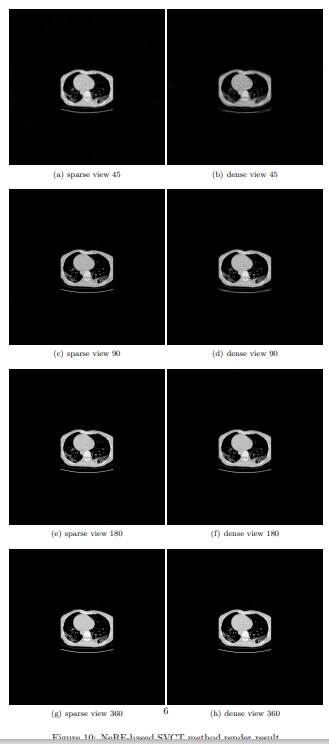 (a) sparse view 45
(b) dense view 45
(c) sparse view 90
(d) dense view 90
(e) sparse view 180
(f) dense view 180
6
(g) sparse view 360
(h) dense view 360
Figure 10: NeRF-based SVCT method render result